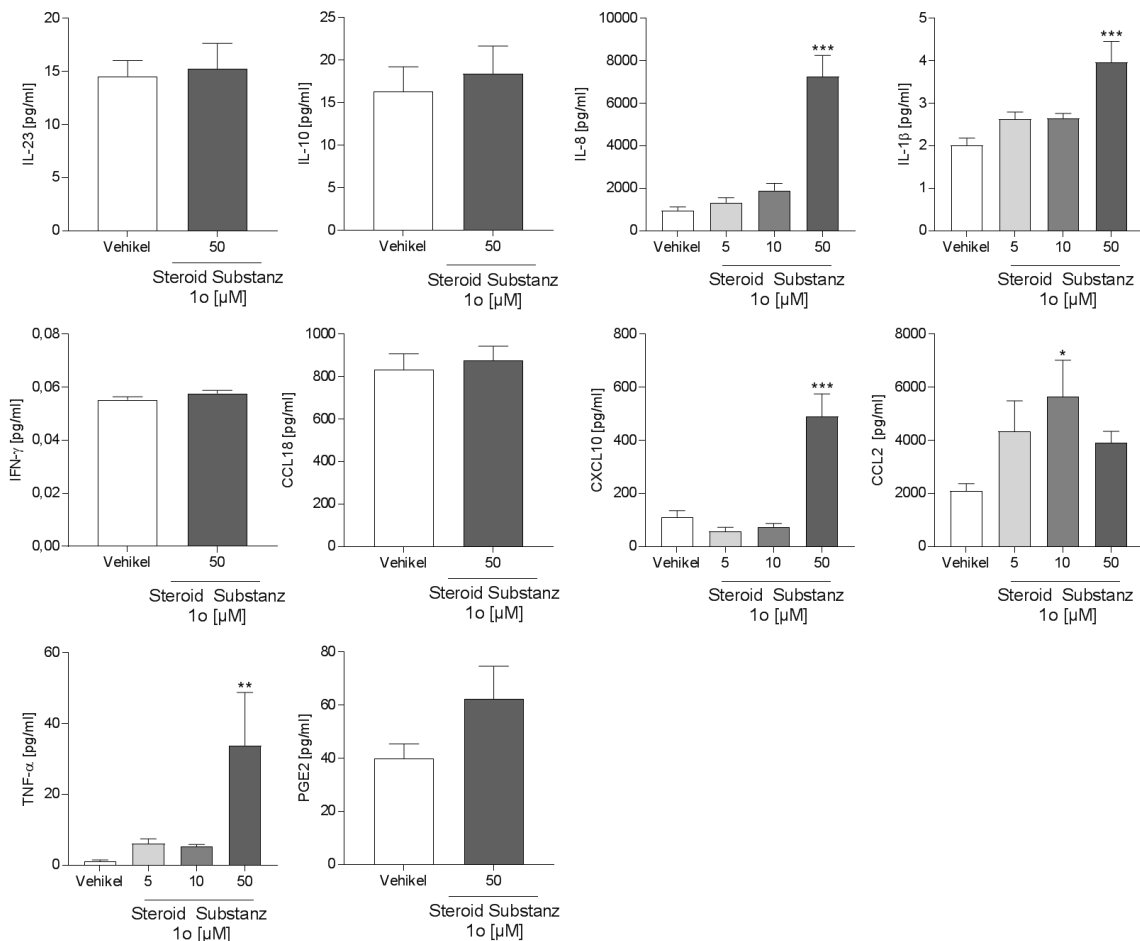 IL-23 [pg/ml]
20
15
10
5
0
Vehikel 50
Steroid Substanz
1o [µM]
IL-10 [pg/ml]
25
20
15
10
5
0
Vehikel 50
Steroid Substanz
1o [µM]
IL-8 [pg/ml]
10000
8000
6000
4000
2000
0
***
Vehikel 5 10 50
Steroid Substanz
1o [µM]
IL-1β [pg/ml]
5
4
3
2
1
0
***
Vehikel 5 10 50
Steroid Substanz
1o [µM]
IFN-γ [pg/ml]
0,08
0,06
0,04
0,02
0,00
Vehikel 50
Steroid Substanz
1o [µM]
CCL18 [pg/ml]
1000
800
600
400
200
0
Vehikel 50
Steroid Substanz
1o [µM]
CXCL10 [pg/ml]
800
600
400
200
0
***
Vehikel 5 10 50
Steroid Substanz
1o [µM]
CCL2 [pg/ml]
8000
6000
4000
2000
0
*
Vehikel 5 10 50
Steroid Substanz
1o [µM]
TNF-α [pg/ml]
60
40
20
0
**
Vehikel 5 10 50
Steroid Substanz
1o [µM]
PGE2 [pg/ml]
80
60
40
20
0
Vehikel 50
Steroid Substanz
1o [µM]